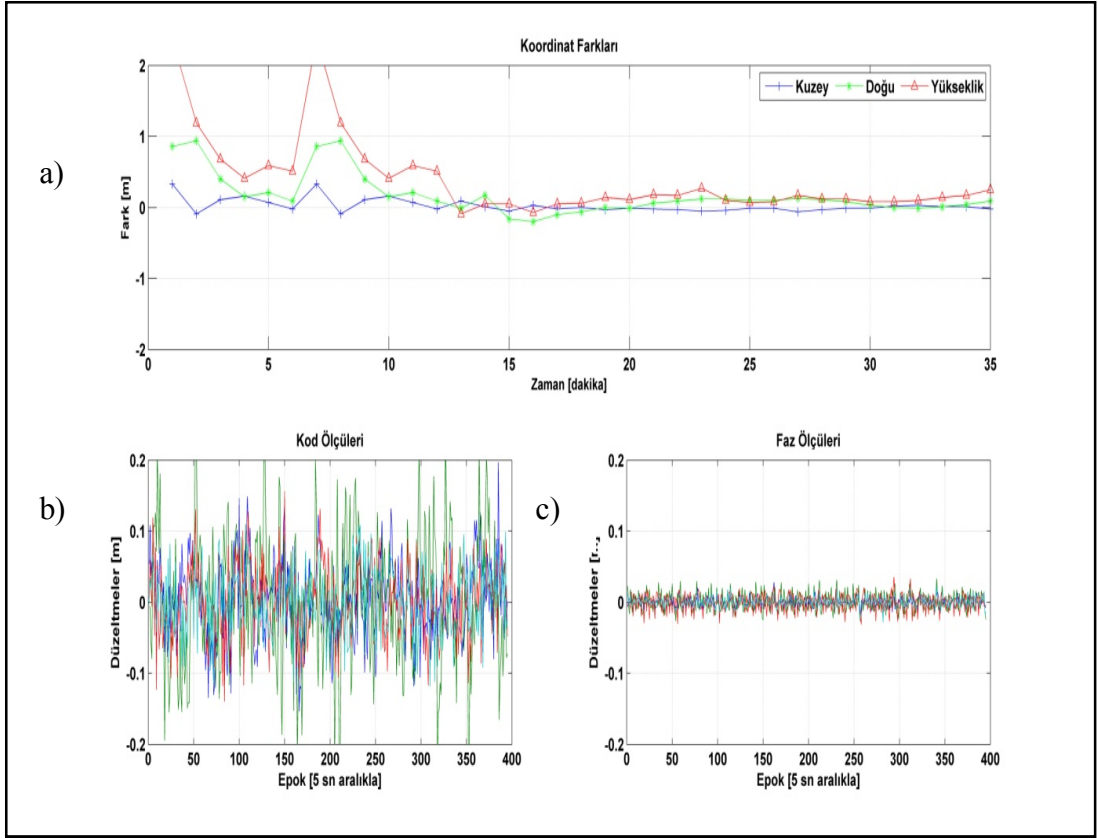 Koordinat Farkları
a)
Fark [m]
2
1
0
-1
-2
Kuzey Doğu Yükseklik
0 5 10 15 20 25 30 35
Zaman [dakika]
b)
Kod Ölçüleri
Düzeltmeler [m]
0.2
0.1
0
-0.1
-0.2
0 50 100 150 200 250 300 350 400
Epok [5 sn aralıkla]
c)
Faz Ölçüleri
Düzeltmeler
0.2
0.1
0
-0.1
-0.2
0 50 100 150 200 250 300 350 400
Epok [5 sn aralıkla]